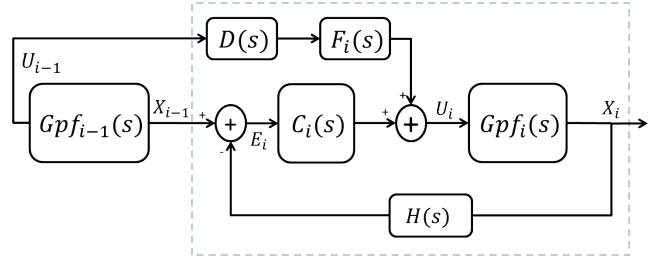 D(s)
F_i(s)
U_{i-1}
Gpf_{i-1}(s)
X_{i-1}
+
+
-
E_i
C_i(s)
+
+
+
U_i
Gpf_i(s)
X_i
H(s)